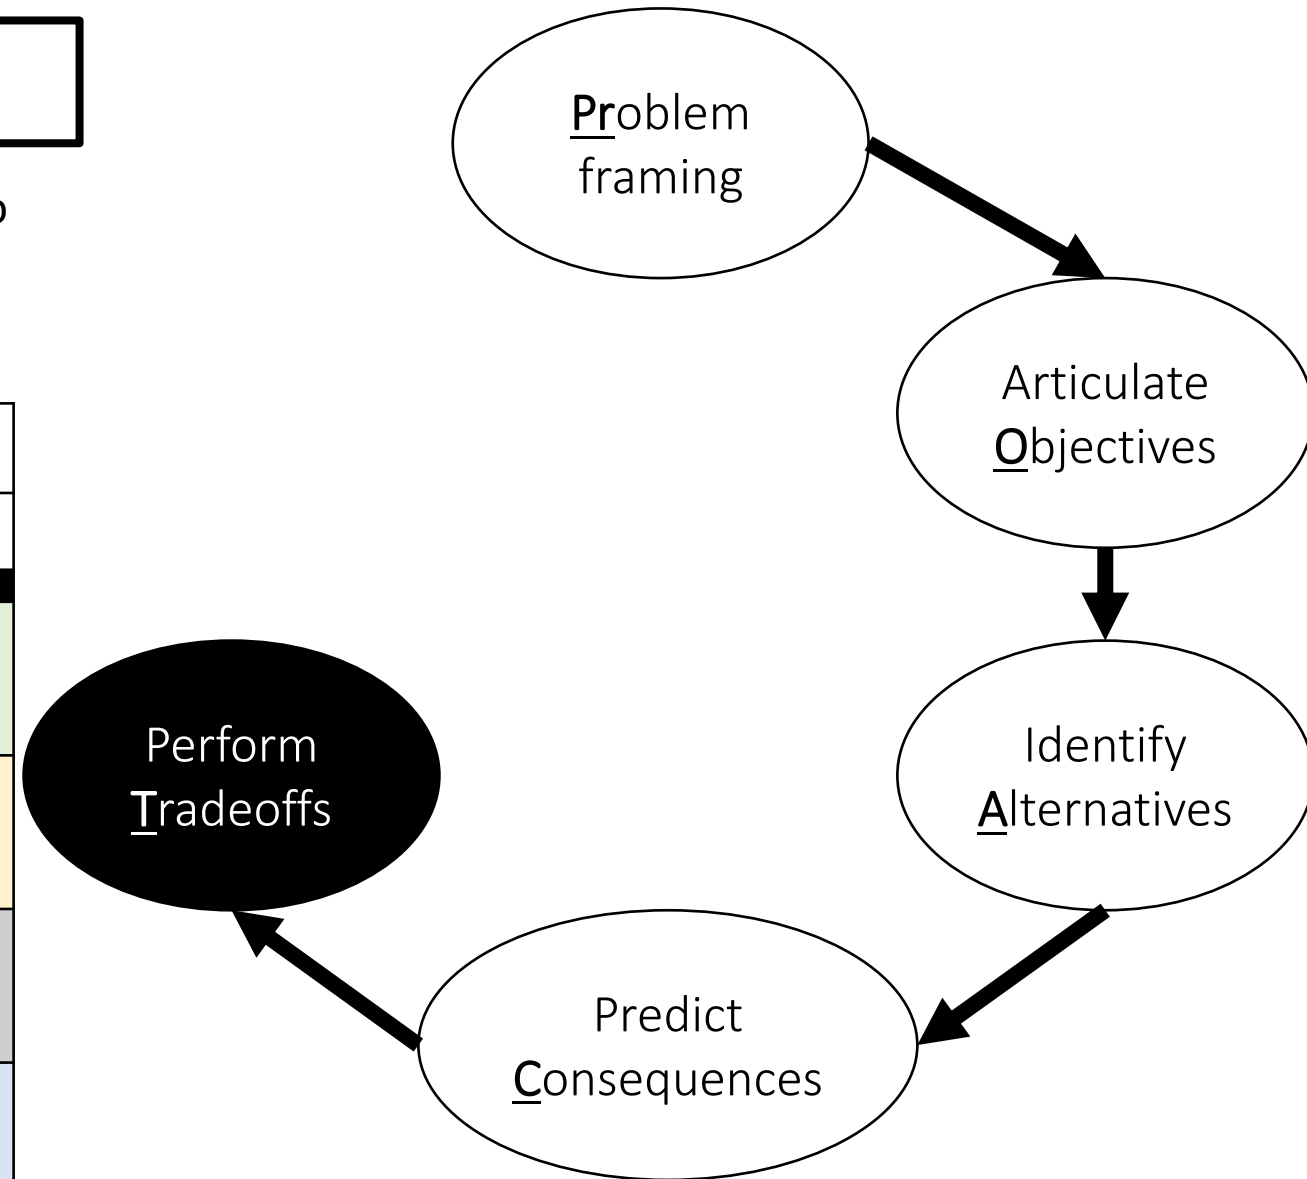 Problem
framing
Articulate
Objectives
Identify
Alternatives
Predict
Consequences
Perform
Tradeoffs